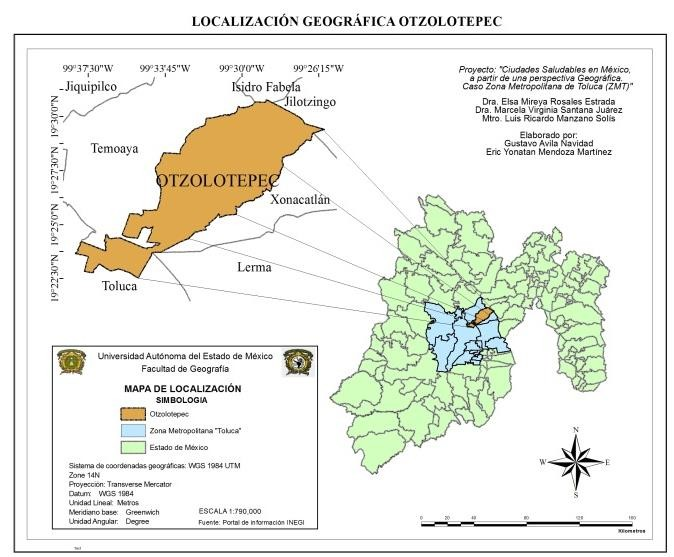 LOCALIZACIÓN GEOGRÁFICA OTZOLOTEPEC
99°37'30"W 99°33'45"W 99°30'0"W 99°26'15"W
Jiquipilco
Isidro Fabela
Jilotzingo
19°30'0"N
Temoaya
19°27'30"N
OTZOLOTEPEC
Xonacatlán
19°25'0"N
Lerma
19°22'30"N
Toluca
Proyecto: "Ciudades Saludables en México,
a partir de una perspectiva Geográfica.
Caso Zona Metropolitana de Toluca (ZMT)"
Dra. Elsa Mireya Rosales Estrada
Dra. Marcela Virginia Santana Juárez
Mtro. Luis Ricardo Manzano Solís
Elaborado por:
Gustavo Avila Navidad
Eric Yonatan Mendoza Martínez
Universidad Autónoma del Estado de México
Facultad de Geografía
MAPA DE LOCALIZACIÓN
SIMBOLOGIA
Otzolotepec
Zona Metropolitana "Toluca"
Estado de México
Sistema de coordenadas geográficas: WGS 1984 UTM
Zone 14N
Proyección: Transverse Mercator
Datum: WGS 1984
Unidad Lineal: Metros
Meridiano base: Greenwich
Unidad Angular: Degree
ESCALA 1:790,000
Fuente: Portal de información INEGI
N
W E
S
0 20 40 80 120 160
Kilometros